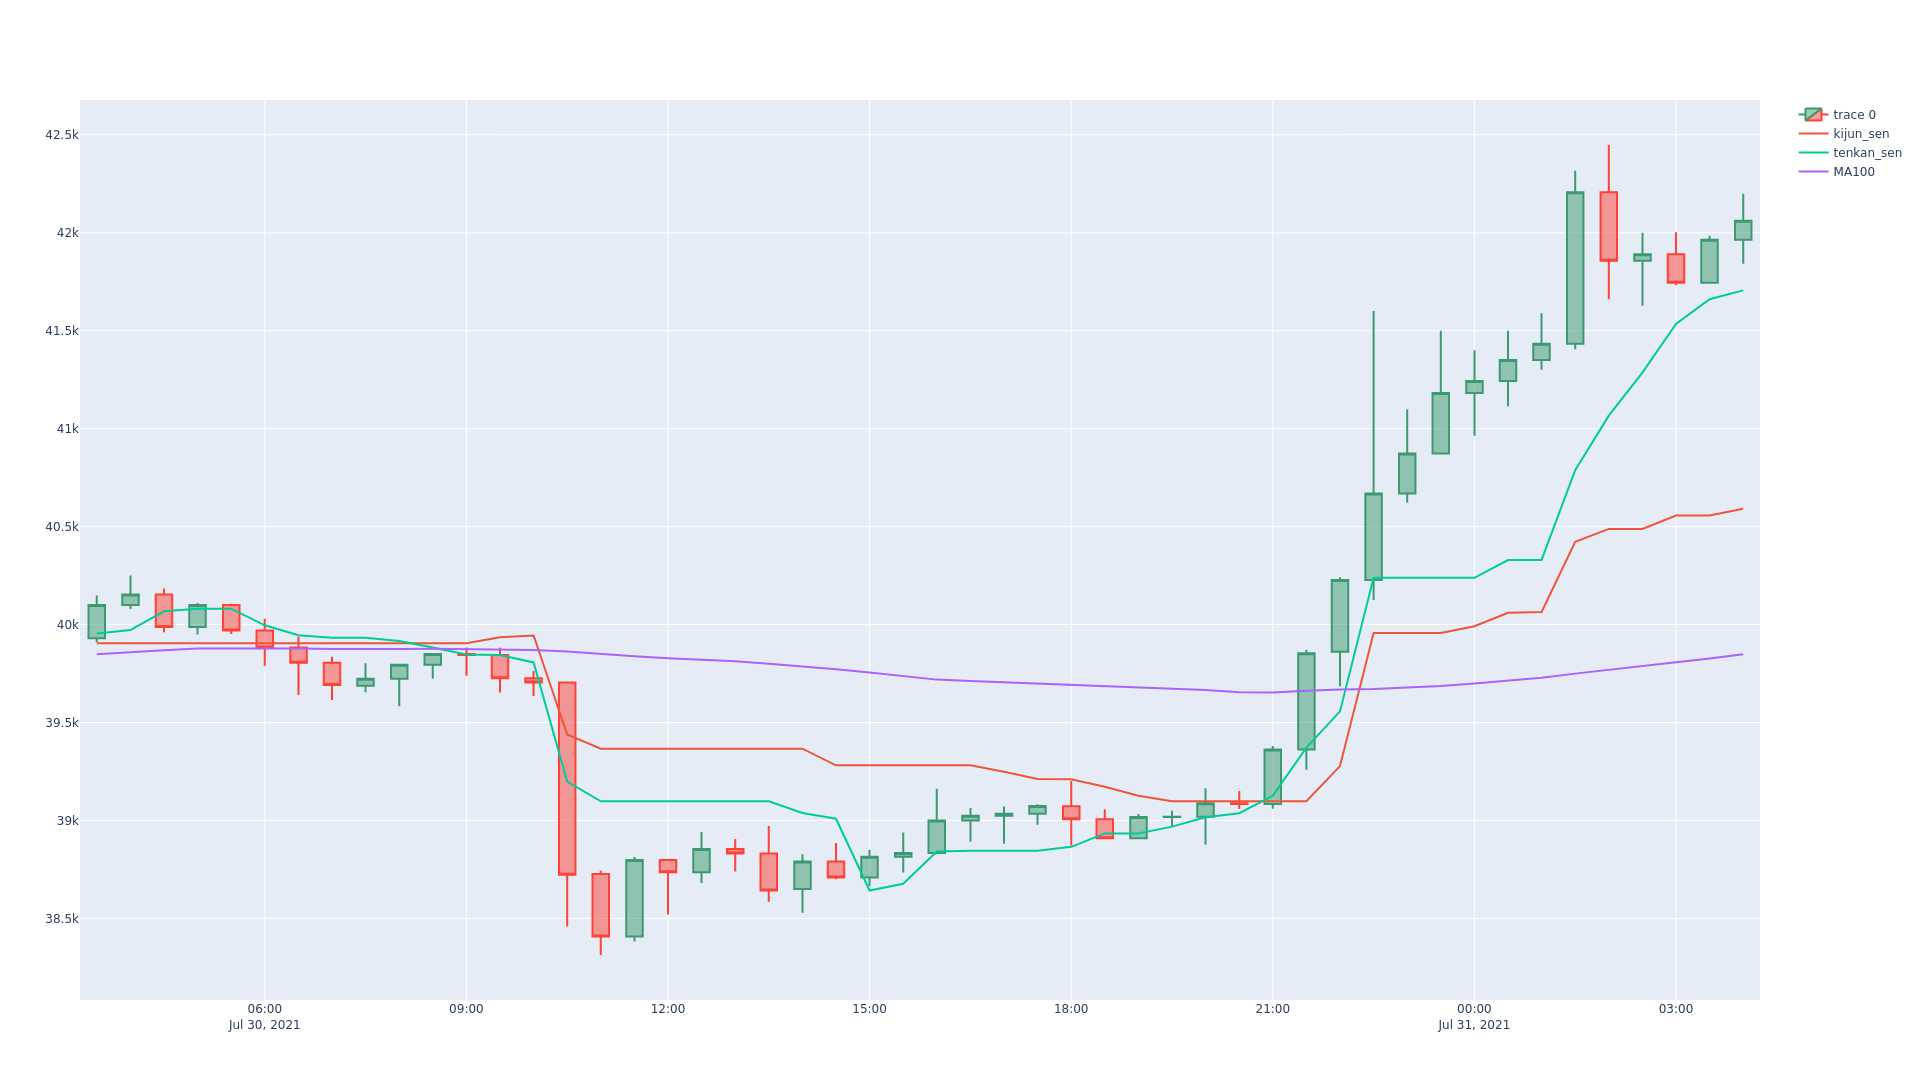 42.5k
42k
41.5k
41k
40.5k
40k
39.5k
39k
38.5k
06:00
Jul 30, 2021
09:00
12:00
15:00
18:00
21:00
00:00
Jul 31, 2021
03:00
trace 0
kijun_sen
tenkan_sen
MA100